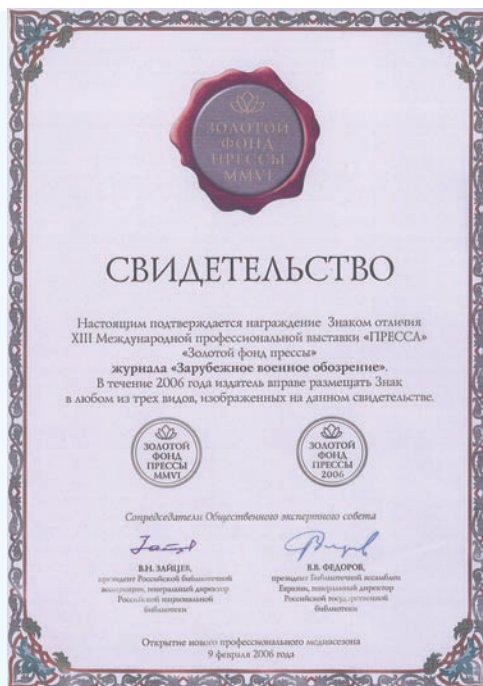 ЗОЛОТОЙ
ФОНД
ПРЕССЫ
MMVI
СВИДЕТЕЛЬСТВО
Настоящим подтверждается награждение Знаком отличия
XIII Международной профессиональной выставки «ПРЕССА»
«Золотой фонд прессы»
журнала «Зарубежное военное обозрение».
В течение 2006 года издатель вправе размещать Знак
в любом из трех видов, изображенных на данном свидетельстве.
ЗОЛОТОЙ
ФОНД
ПРЕССЫ
MMVI
ЗОЛОТОЙ
ФОНД
ПРЕССЫ
2006
Сопредседатели Общественного экспертного совета
В.Н. ЗАЙЦЕВ,
президент Российской библиотечной
ассоциации, генеральный директор
Российской национальной
библиотеки
В.В. ФЕДОРОВ,
президент Библиотечной ассамблеи
Евразии, генеральный директор
Российской государственной
библиотеки
Открытие нового профессионального медиасезона
9 февраля 2006 года